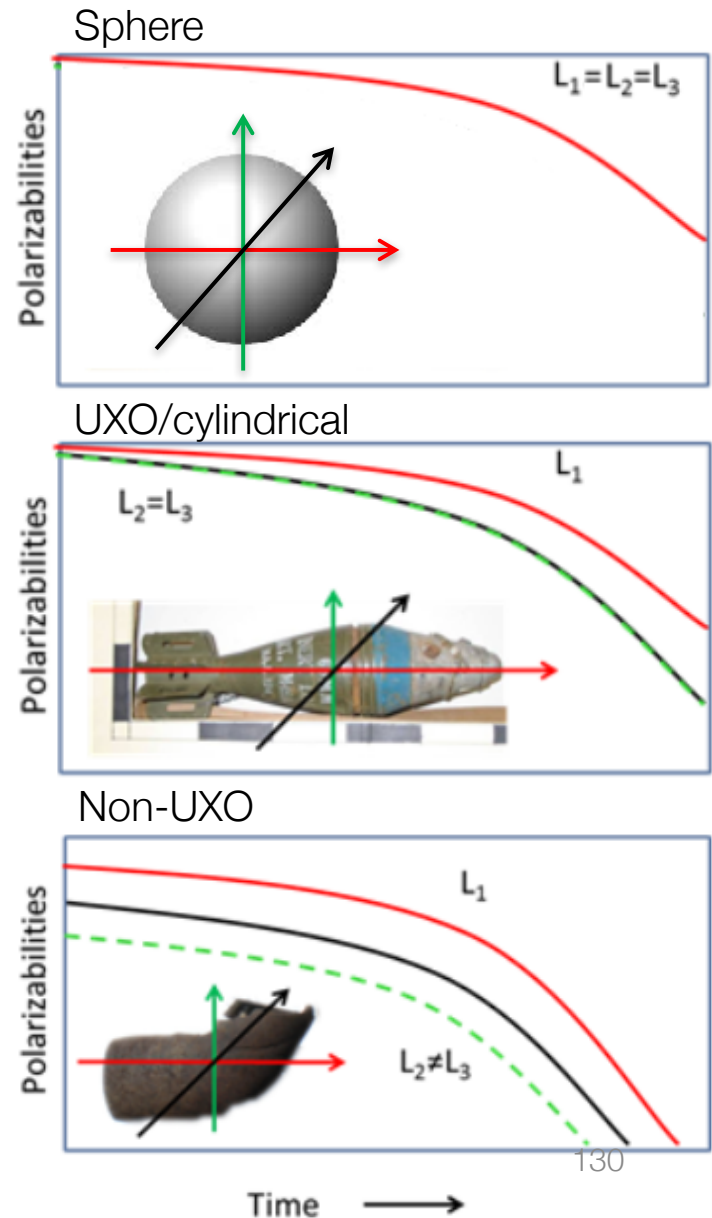 Sphere
L₁=L₂=L₃
Polarizabilities
UXO/cylindrical
L₁
L₂=L₃
Polarizabilities
Non-UXO
L₁
L₂≠L₃
Polarizabilities
130
Time